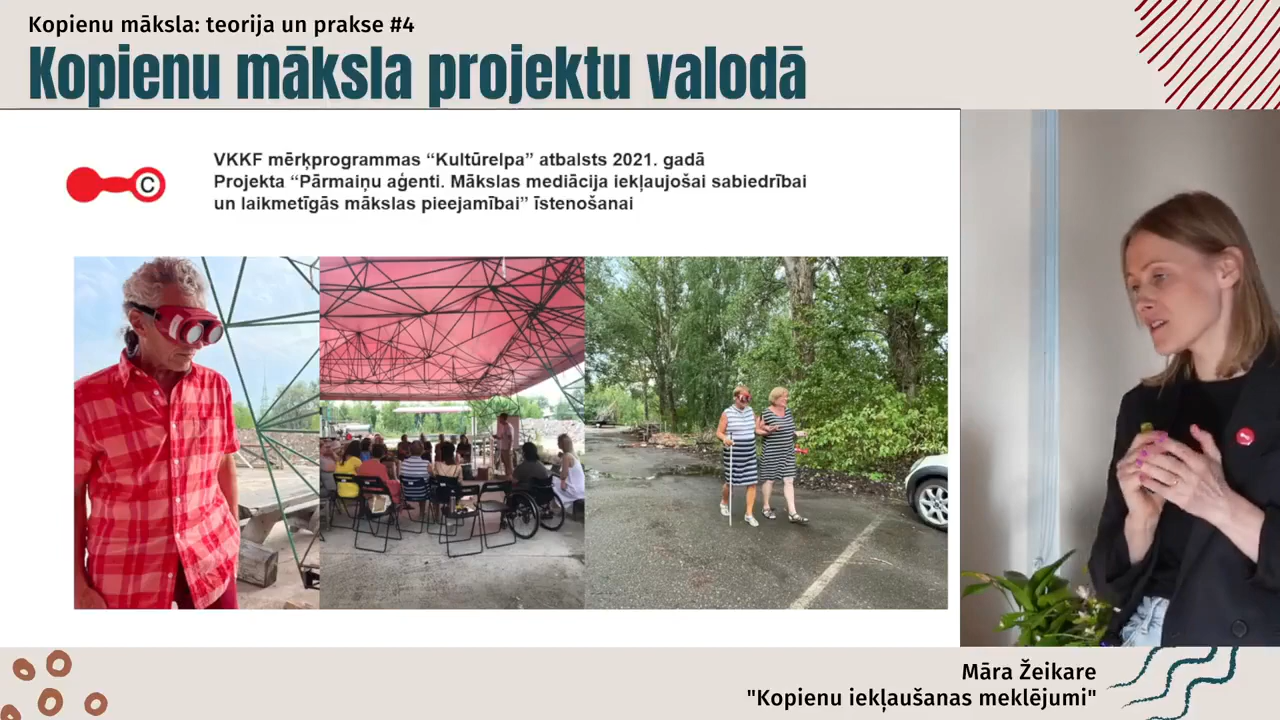 Kopienu māksla: teorija un prakse #4
Kopienu māksla projektu valodā
C
VKKF mērķprogrammas “Kultūrelpa” atbalsts 2021. gadā
Projekta “Pārmaiņu aģenti. Mākslas mediācija iekļaujošai sabiedrībai
un laikmetīgās mākslas pieejamībai” īstenošanai
Māra Žeikare
"Kopienu iekļaušanas meklējumi"